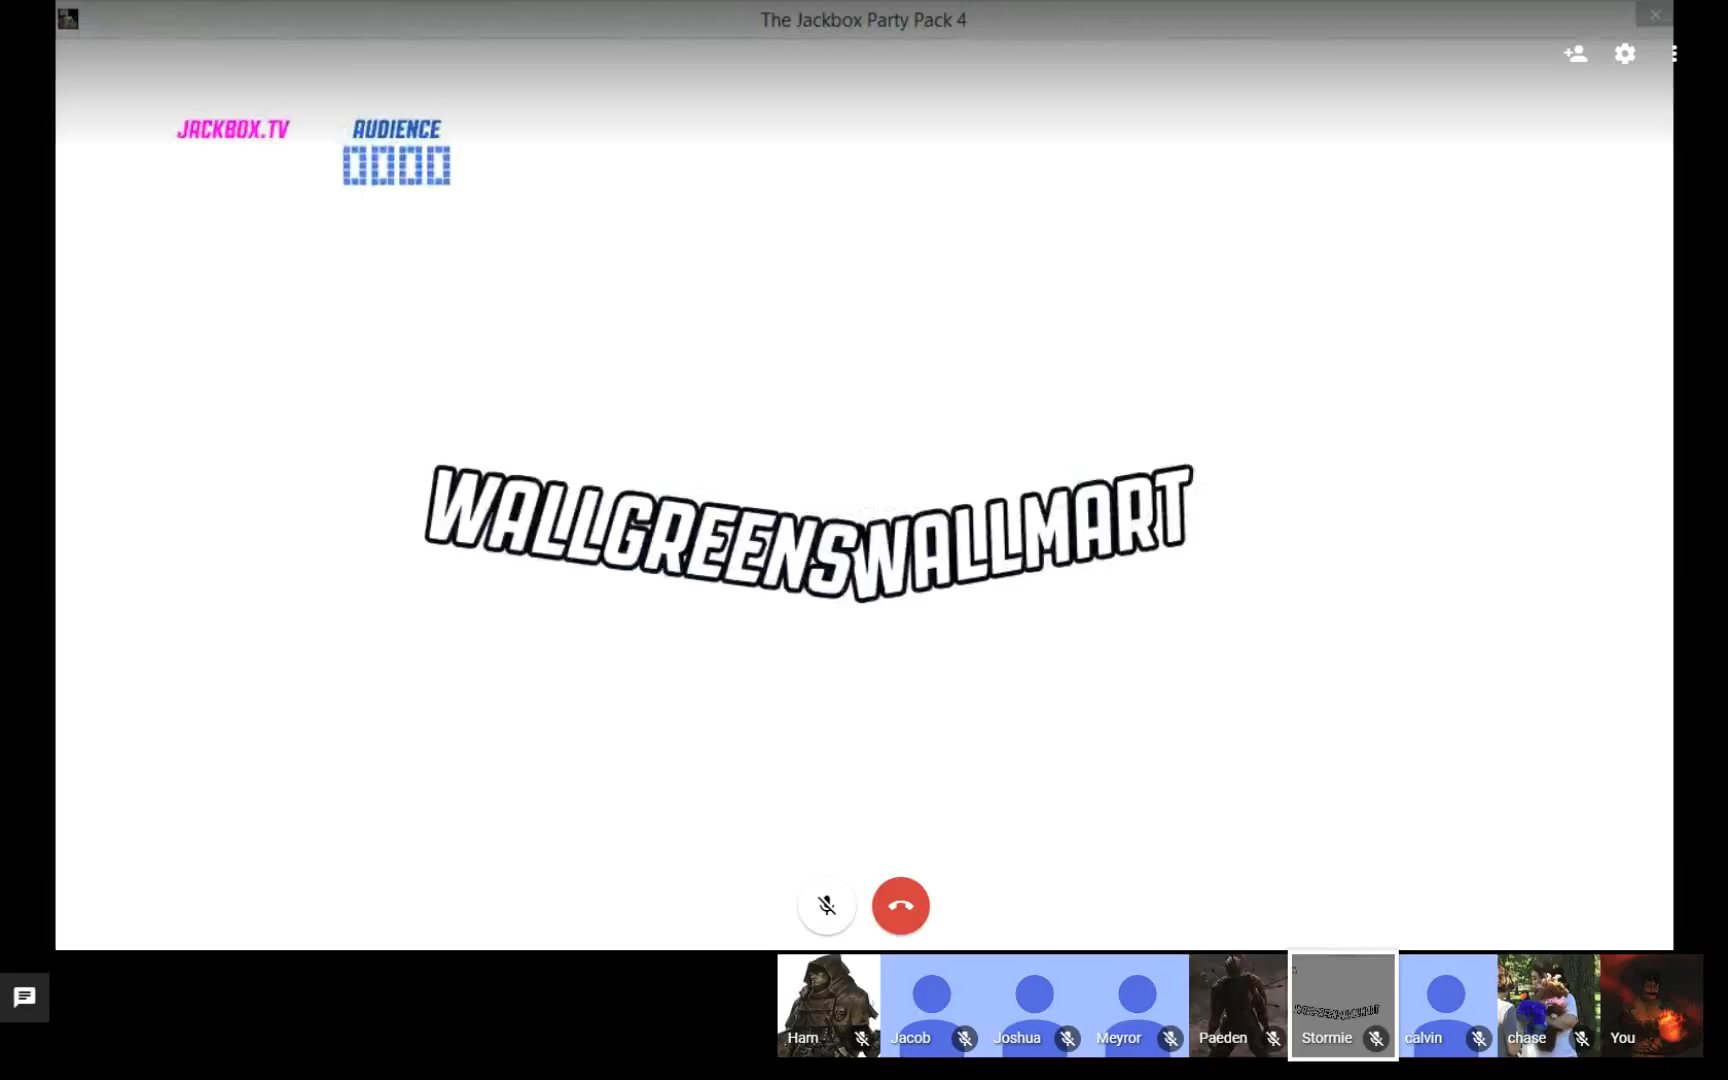 The Jackbox Party Pack 4
JACKBOX.TV
AUDIENCE
0000
WALLGREENSWALLMART
Ham
Jacob
Joshua
Meyror
Paeden
Stormie
calvin
chase
You